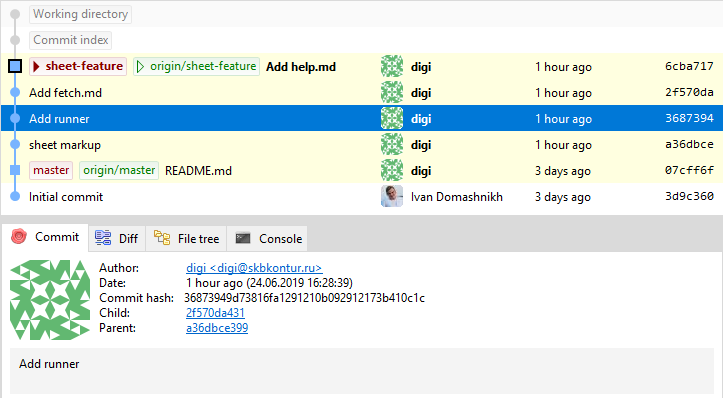 Working directory
Commit index
sheet-feature origin/sheet-feature Add help.md digi 1 hour ago 6cba717
Add fetch.md digi 1 hour ago 2f570da
Add runner digi 1 hour ago 3687394
sheet markup digi 1 hour ago a36dbce
master origin/master README.md digi 3 days ago 07cff6f
Initial commit Ivan Domashnikh 3 days ago 3d9c360
Commit Diff File tree Console
Author: digi <digi@skbkontur.ru>
Date: 1 hour ago (24.06.2019 16:28:39)
Commit hash: 36873949d73816fa1291210b092912173b410c1c
Child: 2f570da431
Parent: a36dbce399
Add runner